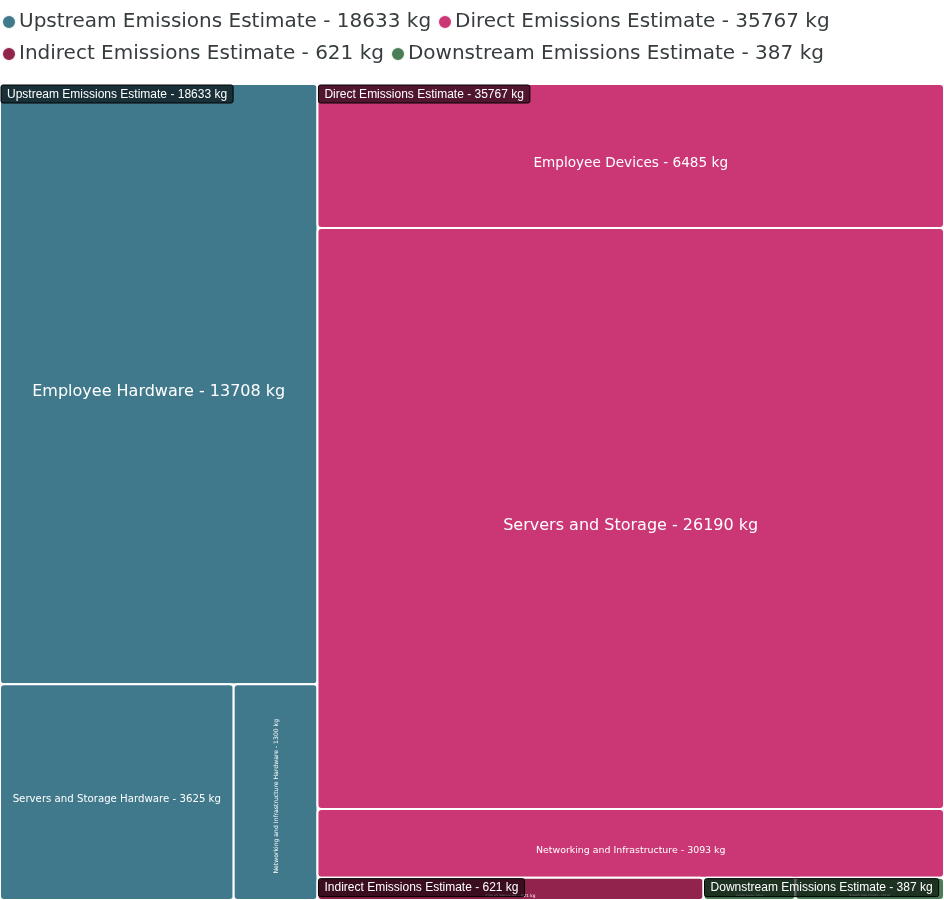 Upstream Emissions Estimate - 18633 kg Direct Emissions Estimate - 35767 kg
Indirect Emissions Estimate - 621 kg Downstream Emissions Estimate - 387 kg
Upstream Emissions Estimate - 18633 kg
Direct Emissions Estimate - 35767 kg
Employee Devices - 6485 kg
Employee Hardware - 13708 kg
Servers and Storage - 26190 kg
Servers and Storage Hardware - 3625 kg
Networking and Infrastructure Hardware - 1300 kg
Networking and Infrastructure - 3093 kg
Indirect Emissions Estimate - 621 kg
Downstream Emissions Estimate - 387 kg